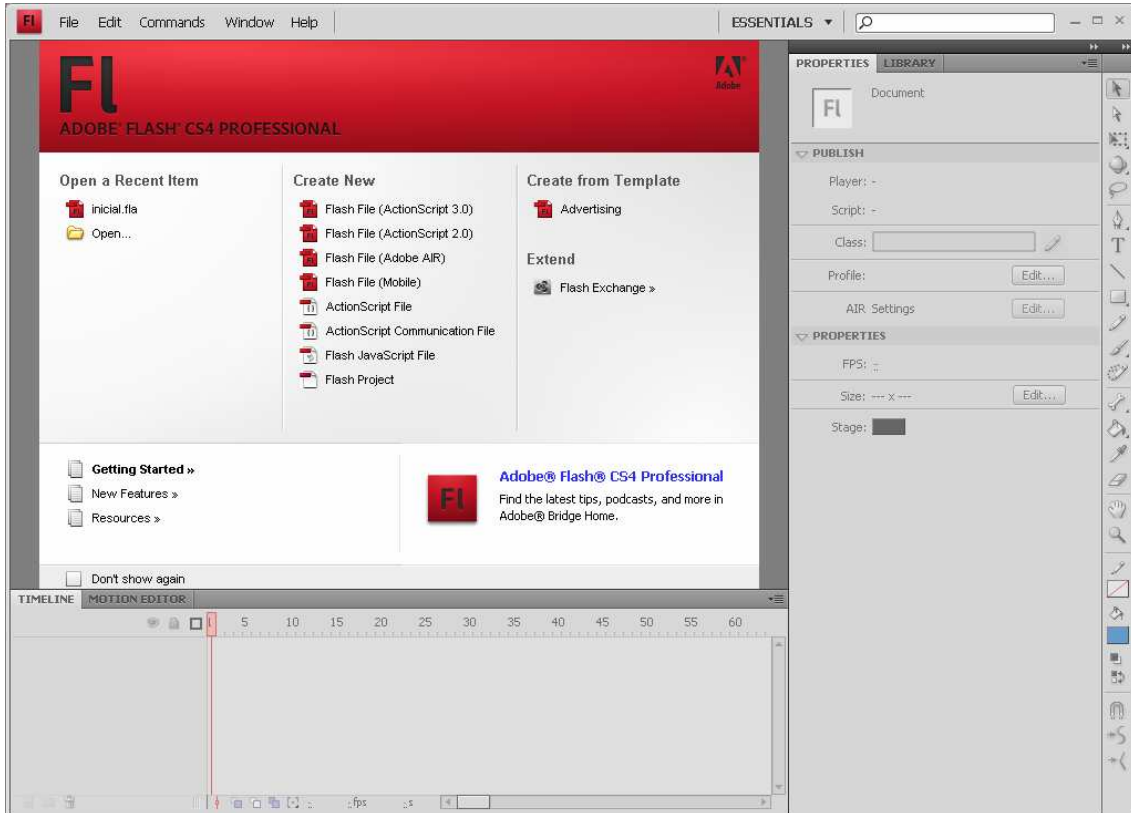 Fl File Edit Commands Window Help ESSENTIALS
Fl
Adobe
ADOBE® FLASH® CS4 PROFESSIONAL
Open a Recent Item
inicial.fla
Open...
Create New
Flash File (ActionScript 3.0)
Flash File (ActionScript 2.0)
Flash File (Adobe AIR)
Flash File (Mobile)
ActionScript File
ActionScript Communication File
Flash JavaScript File
Flash Project
Create from Template
Advertising
Extend
Flash Exchange »
Getting Started »
New Features »
Resources »
Fl
Adobe® Flash® CS4 Professional
Find the latest tips, podcasts, and more in
Adobe® Bridge Home.
Don't show again
PROPERTIES LIBRARY
Fl Document
PUBLISH
Player: -
Script: -
Class:
Profile: Edit...
AIR Settings Edit...
PROPERTIES
FPS: -
Size: --- x --- Edit...
Stage:
T
TIMELINE MOTION EDITOR
1 5 10 15 20 25 30 35 40 45 50 55 60
- -fps -s